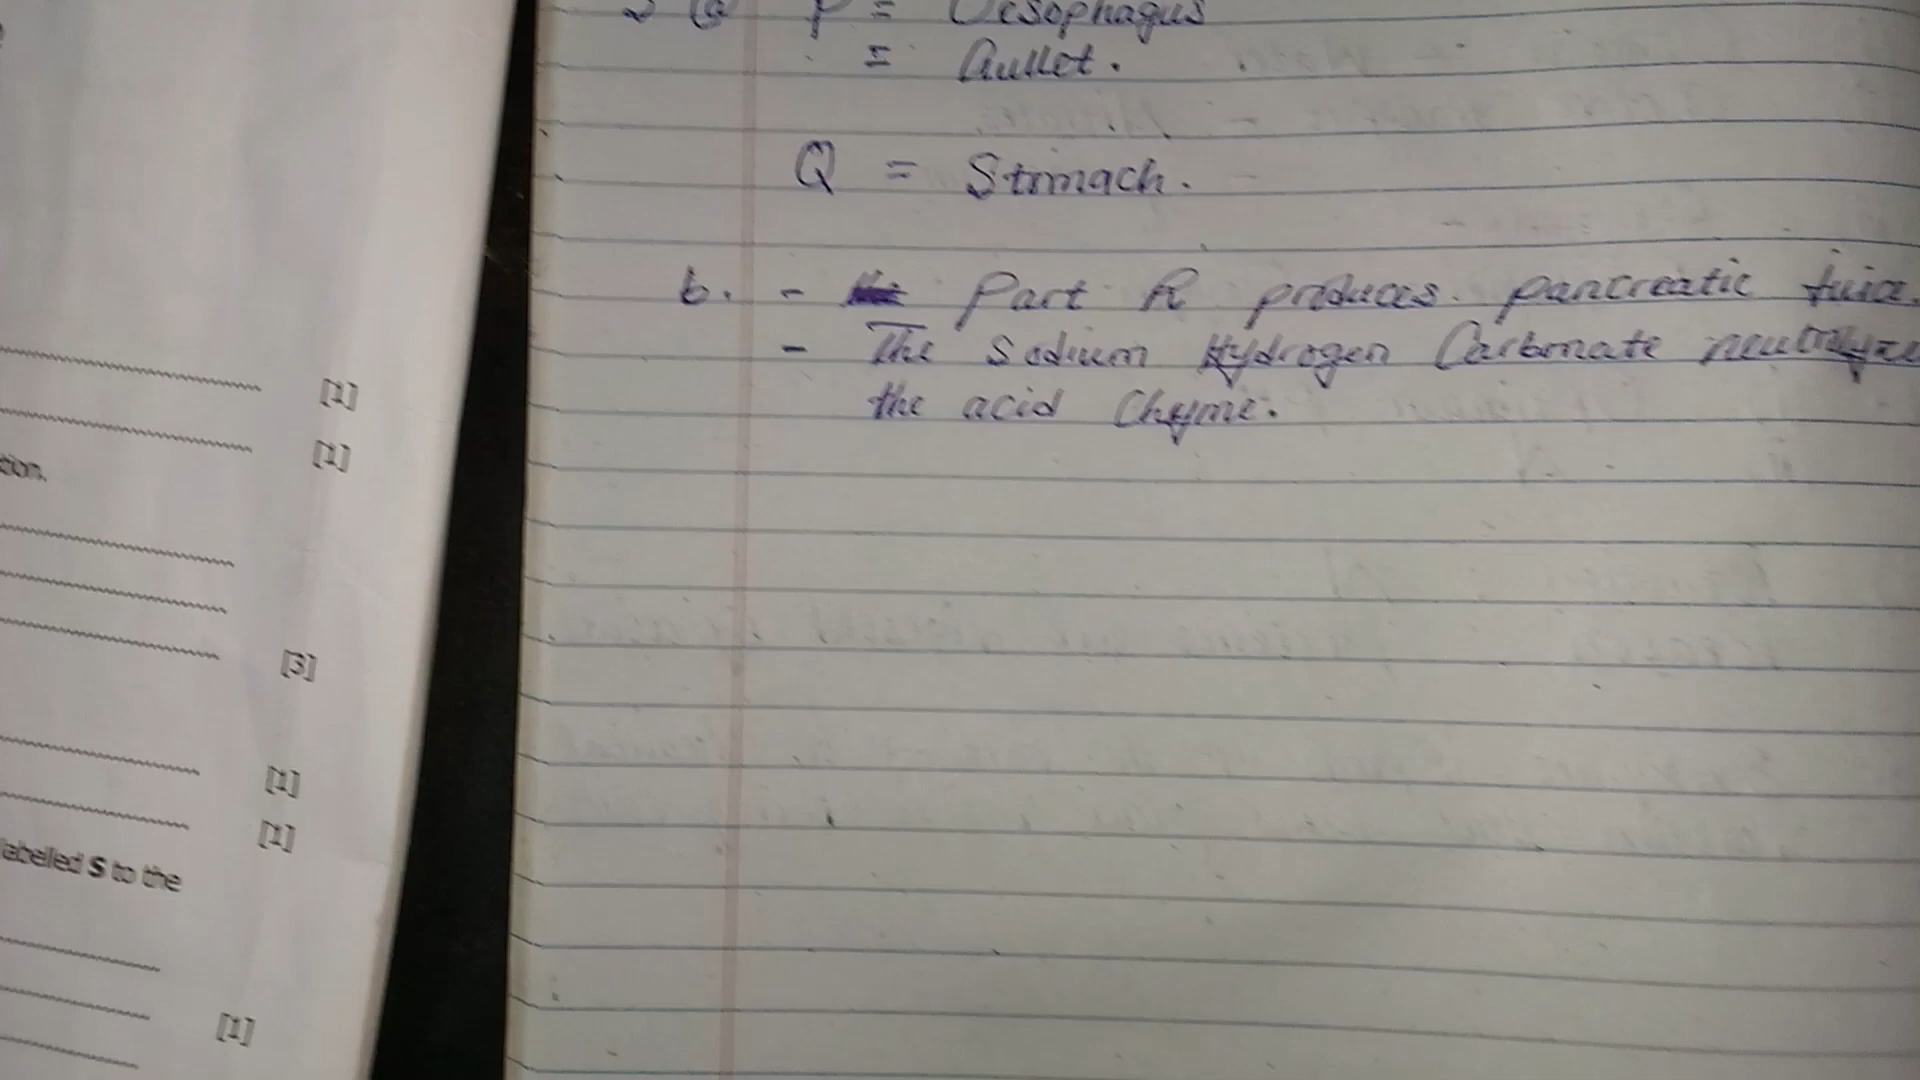 2 (a P = Oesophagus
= Gullet.
Q = Stomach.
b. - Part R produces pancreatic juice.
- The Sodium Hydrogen Carbonate
the acid Chyme.
[1]
[1]
tion.
[3]
[1]
[1]
labelled S to the
[1]